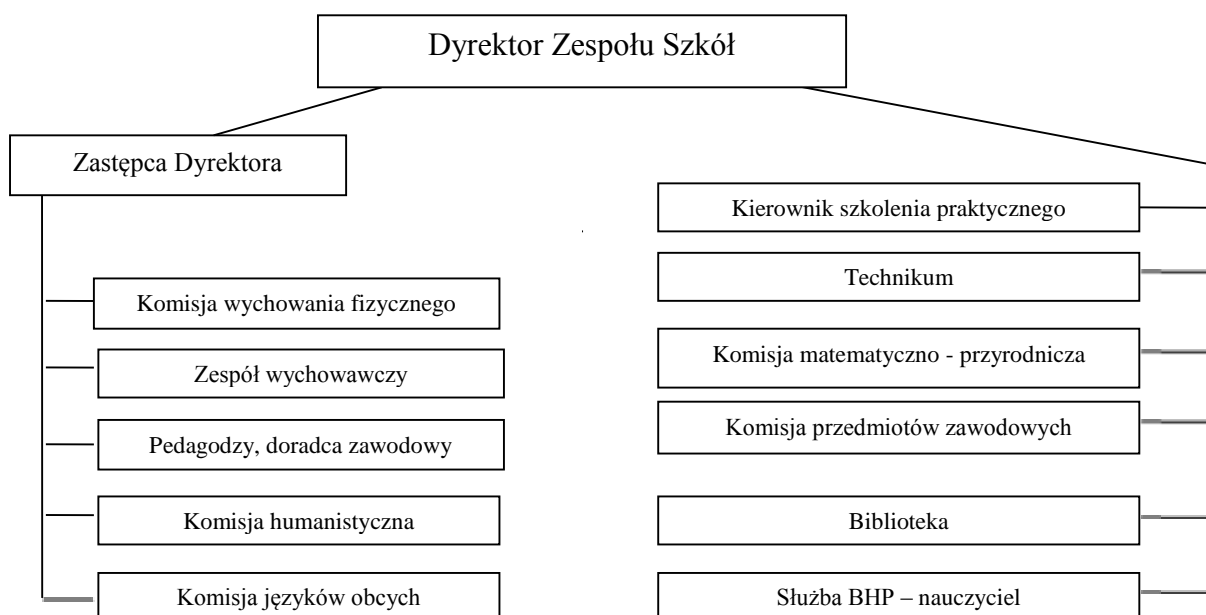 Dyrektor Zespołu Szkół
Zastępca Dyrektora
Komisja wychowania fizycznego
Zespół wychowawczy
Pedagodzy, doradca zawodowy
Komisja humanistyczna
Komisja języków obcych
Kierownik szkolenia praktycznego
Technikum
Komisja matematyczno - przyrodnicza
Komisja przedmiotów zawodowych
Biblioteka
Służba BHP – nauczyciel